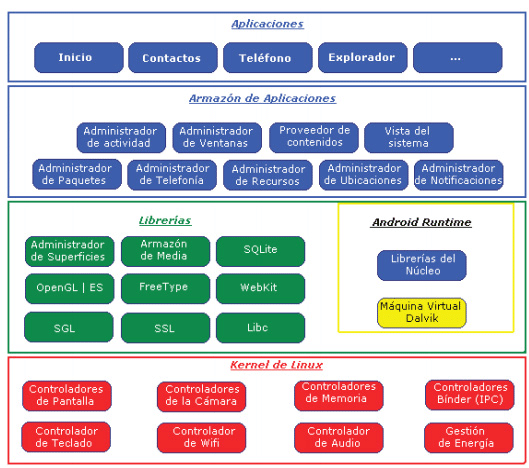 Aplicaciones
Inicio
Contactos
Teléfono
Explorador
...
Armazón de Aplicaciones
Administrador
de actividad
Administrador
de Ventanas
Proveedor de
contenidos
Vista del
sistema
Administrador
de Paquetes
Administrador
de Telefonía
Administrador
de Recursos
Administrador
de Ubicaciones
Administrador
de Notificaciones
Librerías
Administrador
de Superficies
Armazón
de Media
SQLite
OpenGL | ES
FreeType
WebKit
SGL
SSL
Libc
Android Runtime
Librerías del
Núcleo
Máquina Virtual
Dalvik
Kernel de Linux
Controladores
de Pantalla
Controladores
de la Cámara
Controladores
de Memoria
Controladores
Bínder (IPC)
Controlador
de Teclado
Controlador
de Wifi
Controlador
de Audio
Gestión
de Energía